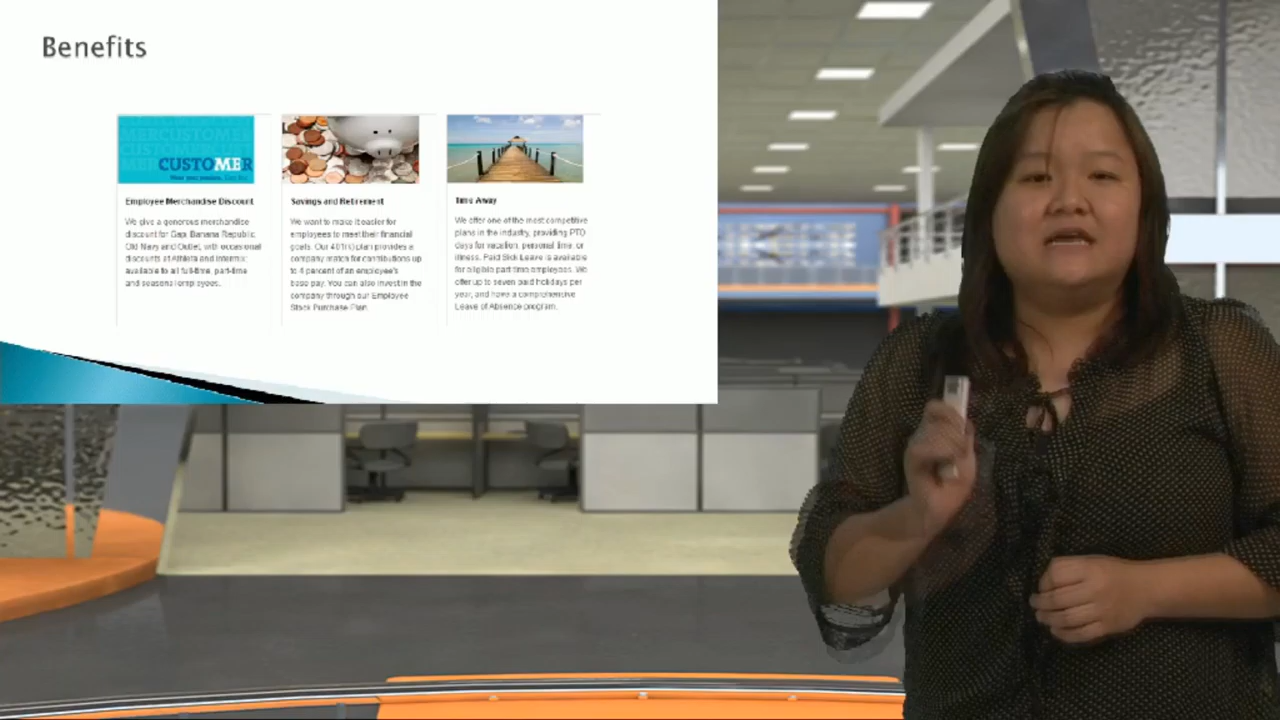 Benefits
CUSTOMER
Employee Merchandise Discount
We give a generous merchandise
discount for Gap, Banana Republic,
Old Navy and Outlet, with occasional
discounts at Athleta and Intermix
available to all full-time, part-time
and seasonal employees.
Savings and Retirement
We want to make it easier for
employees to meet their financial
goals. Our 401(k) plan provides a
company match for contributions up
to 4 percent of an employee's
base pay. You can also invest in the
company through our Employee
Stock Purchase Plan.
Time Away
We offer one of the most competitive
plans in the industry, providing PTO
days for vacation, personal time, or
illness. Paid Sick Leave is available
for eligible part-time employees. We
offer up to seven paid holidays per
year, and have a comprehensive
Leave of Absence program.